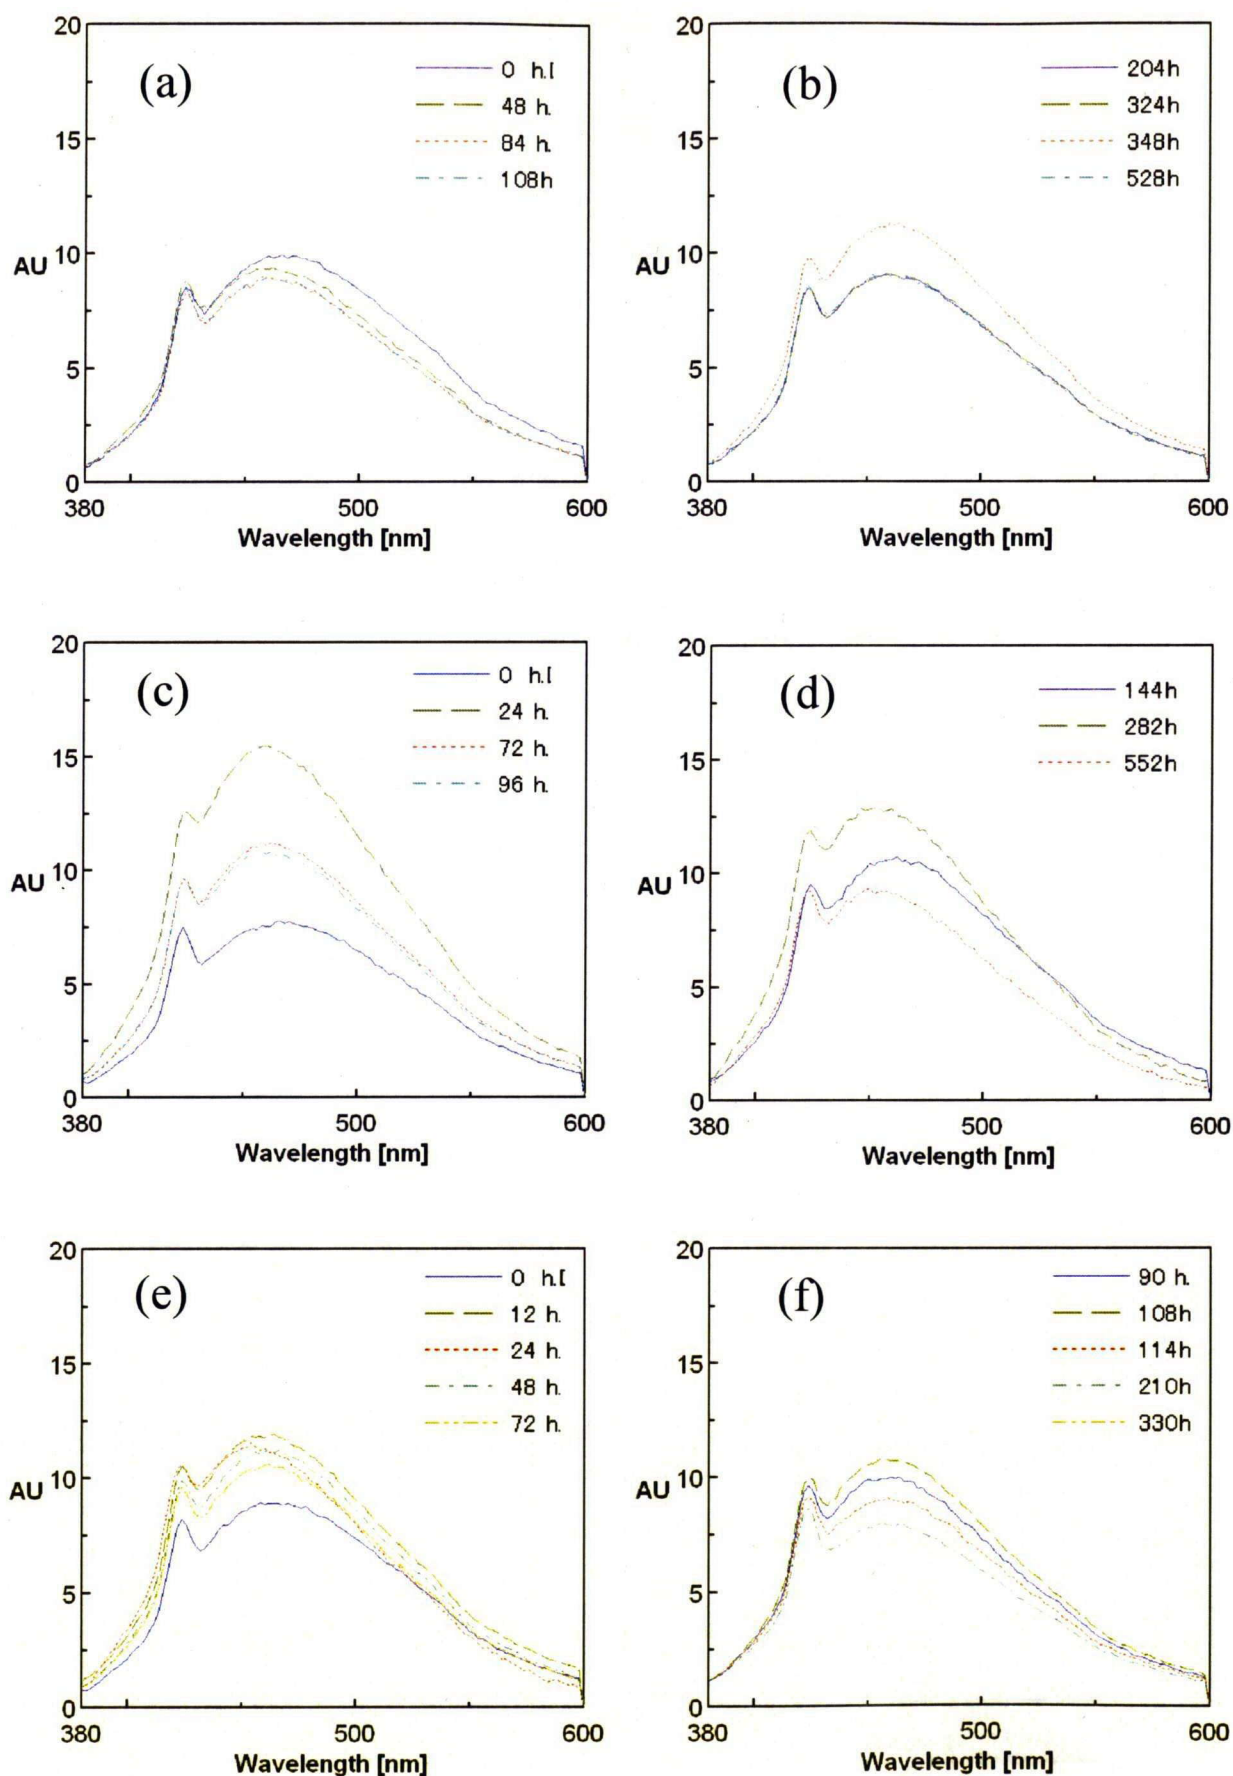 20
(a)
0 h.[
48 h.
84 h.
108h
15
10
AU
5
0
380
500
600
Wavelength [nm]
20
(b)
204h
324h
348h
528h
15
10
AU
5
0
380
500
600
Wavelength [nm]
20
(c)
0 h.[
24 h.
72 h.
96 h.
15
10
AU
5
0
380
500
600
Wavelength [nm]
20
(d)
144h
282h
552h
15
10
AU
5
0
380
500
600
Wavelength [nm]
20
(e)
0 h.[
12 h.
24 h.
48 h.
72 h.
15
10
AU
5
0
380
500
600
Wavelength [nm]
20
(f)
90 h.
108h
114h
210h
330h
15
10
AU
5
0
380
500
600
Wavelength [nm]